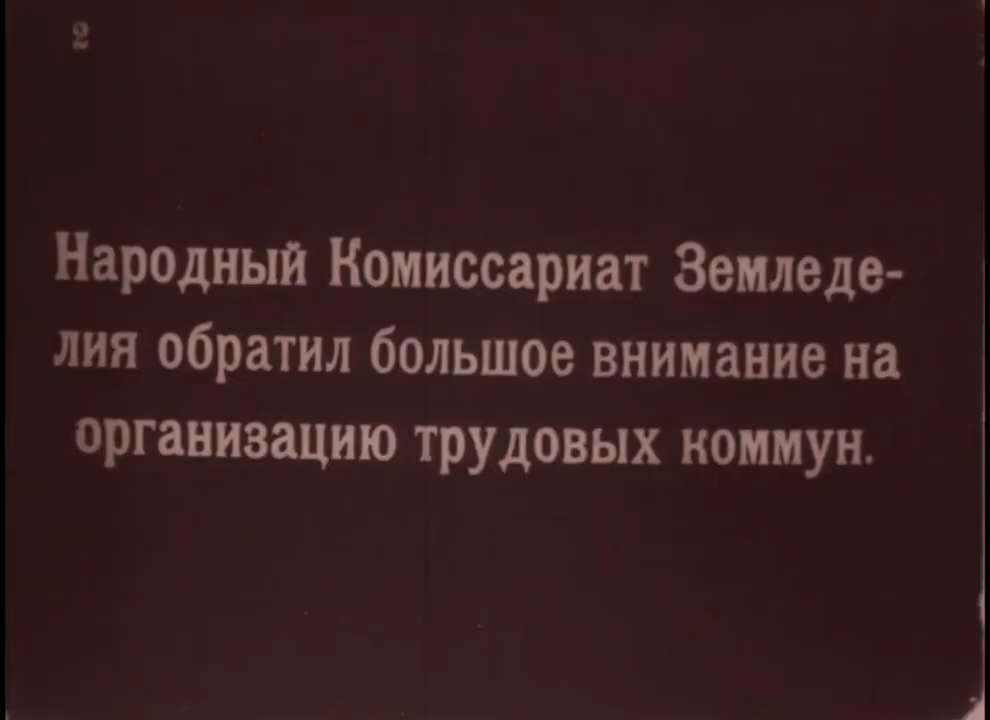 2
Народный Комиссариат Земледе-
лия обратил большое внимание на
организацию трудовых коммун.